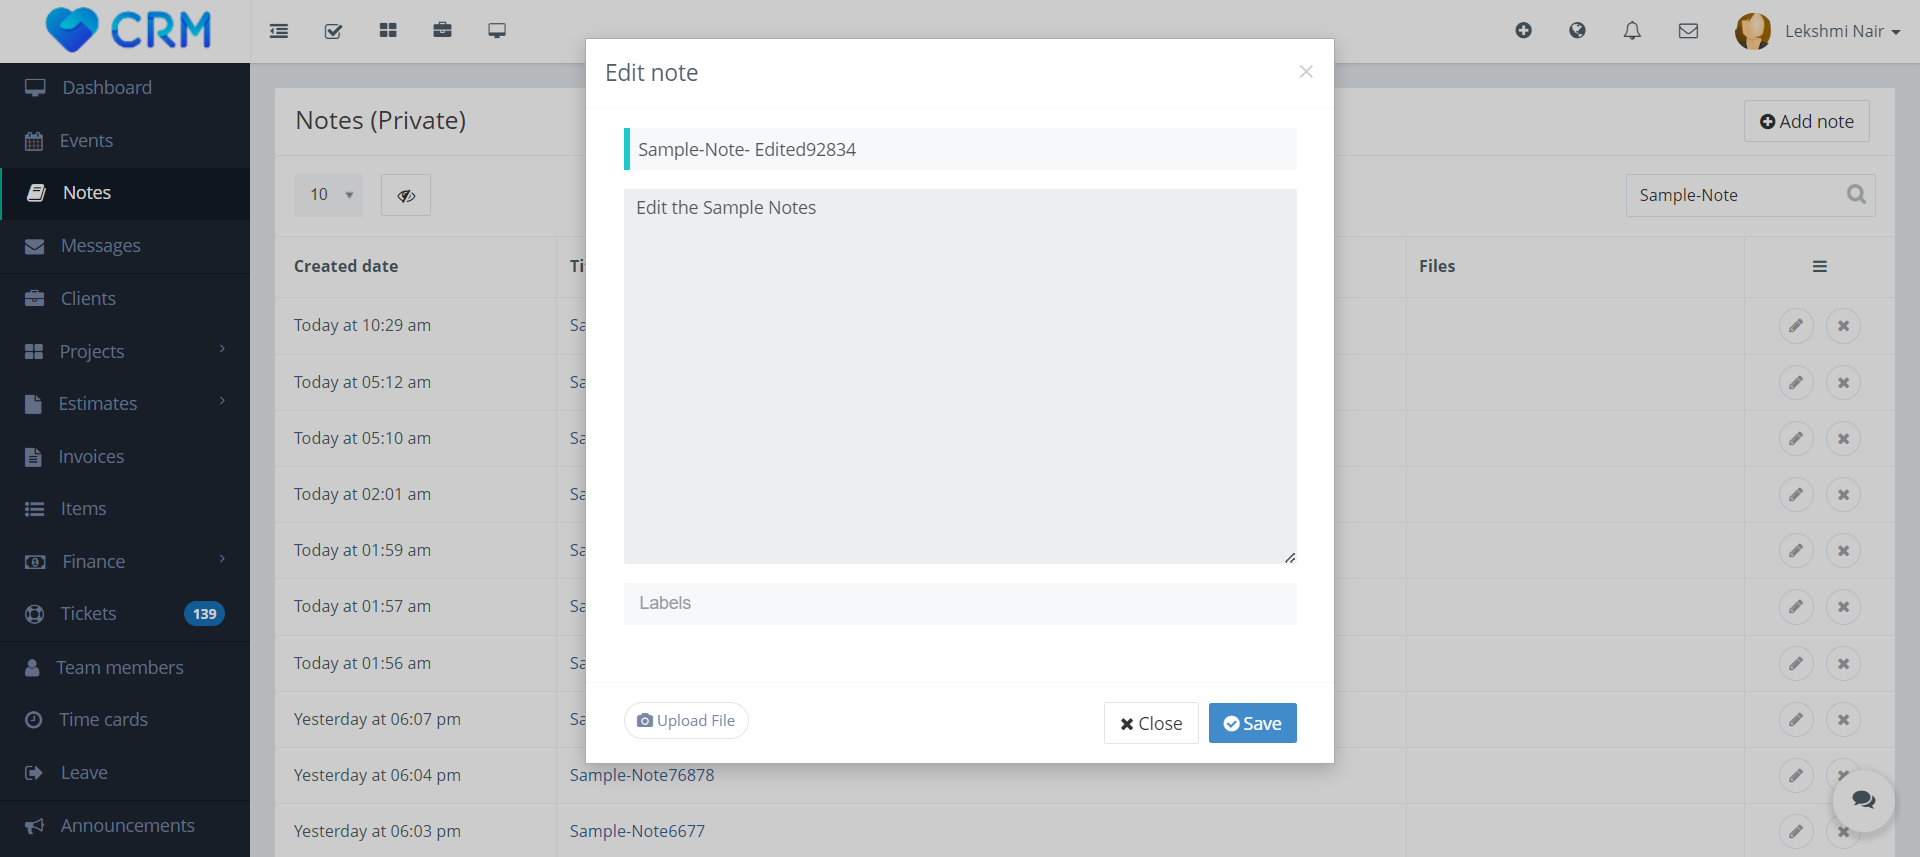 CRM
Lekshmi Nair
Dashboard
Events
Notes
Messages
Clients
Projects
Estimates
Invoices
Items
Finance
Tickets 139
Team members
Time cards
Leave
Announcements
Notes (Private)
Add note
10
Sample-Note
Created date Ti Files
Today at 10:29 am Sa
Today at 05:12 am Sa
Today at 05:10 am Sa
Today at 02:01 am Sa
Today at 01:59 am Sa
Today at 01:57 am Sa
Today at 01:56 am Sa
Yesterday at 06:07 pm Sa
Yesterday at 06:04 pm Sample-Note76878
Yesterday at 06:03 pm Sample-Note6677
Edit note
Sample-Note- Edited92834
Edit the Sample Notes
Labels
Upload File
Close
Save